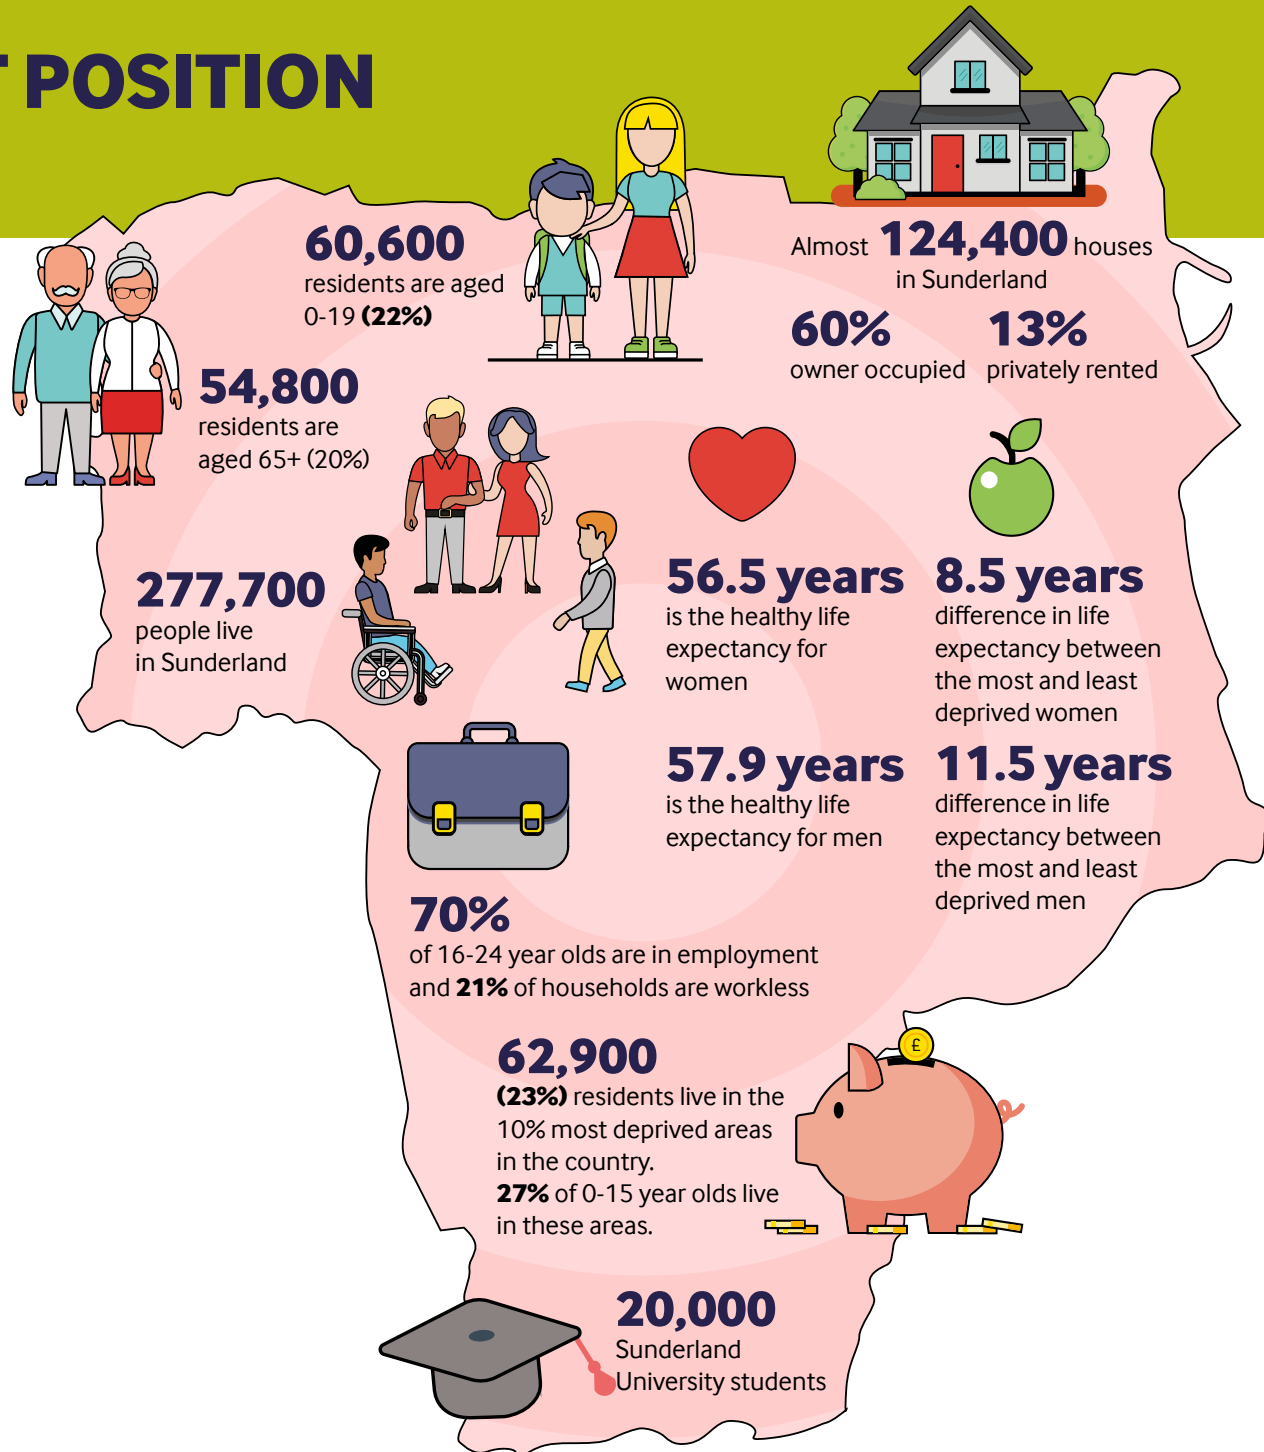 POSITION
60,600
residents are aged
0-19 (22%)
Almost 124,400 houses
in Sunderland
60%
owner occupied
13%
privately rented
54,800
residents are
aged 65+ (20%)
277,700
people live
in Sunderland
56.5 years
is the healthy life
expectancy for
women
8.5 years
difference in life
expectancy between
the most and least
deprived women
57.9 years
is the healthy life
expectancy for men
11.5 years
difference in life
expectancy between
the most and least
deprived men
70%
of 16-24 year olds are in employment
and 21% of households are workless
62,900
(23%) residents live in the
10% most deprived areas
in the country.
27% of 0-15 year olds live
in these areas.
£
20,000
Sunderland
University students